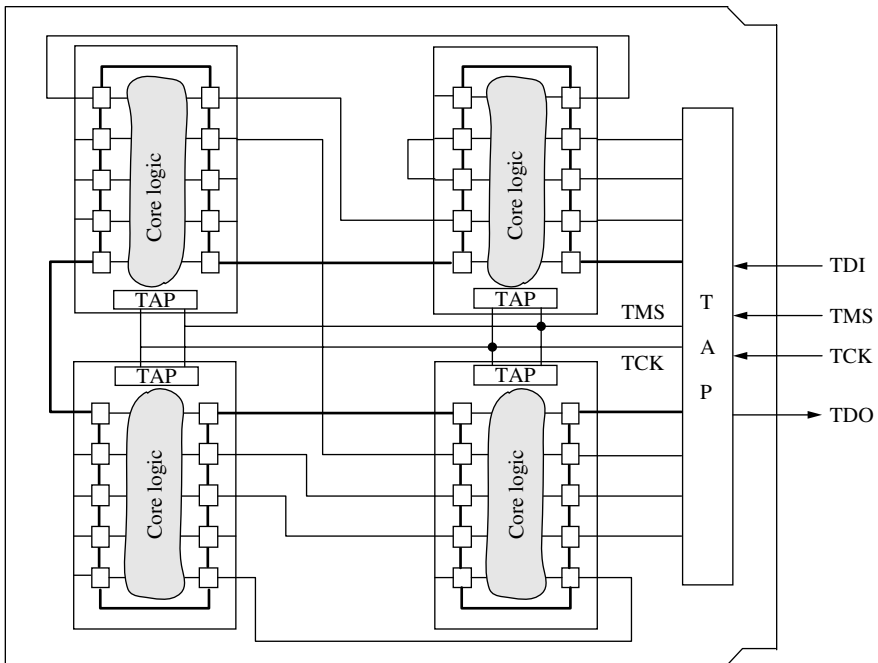 Core logic
Core logic
TAP
TAP
TMS
TCK
TAP
TAP
Core logic
Core logic
T
A
P
TDI
TMS
TCK
TDO